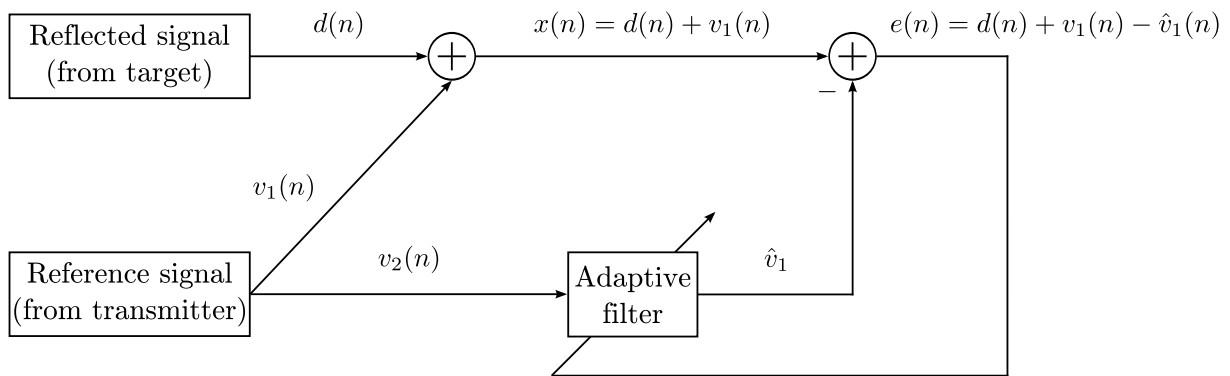 d(n)
x(n) = d(n) + v₁(n)
e(n) = d(n) + v₁(n) − v̂₁(n)
Reflected signal
(from target)
−
v₁(n)
Reference signal
(from transmitter)
v₂(n)
Adaptive
filter
v̂₁